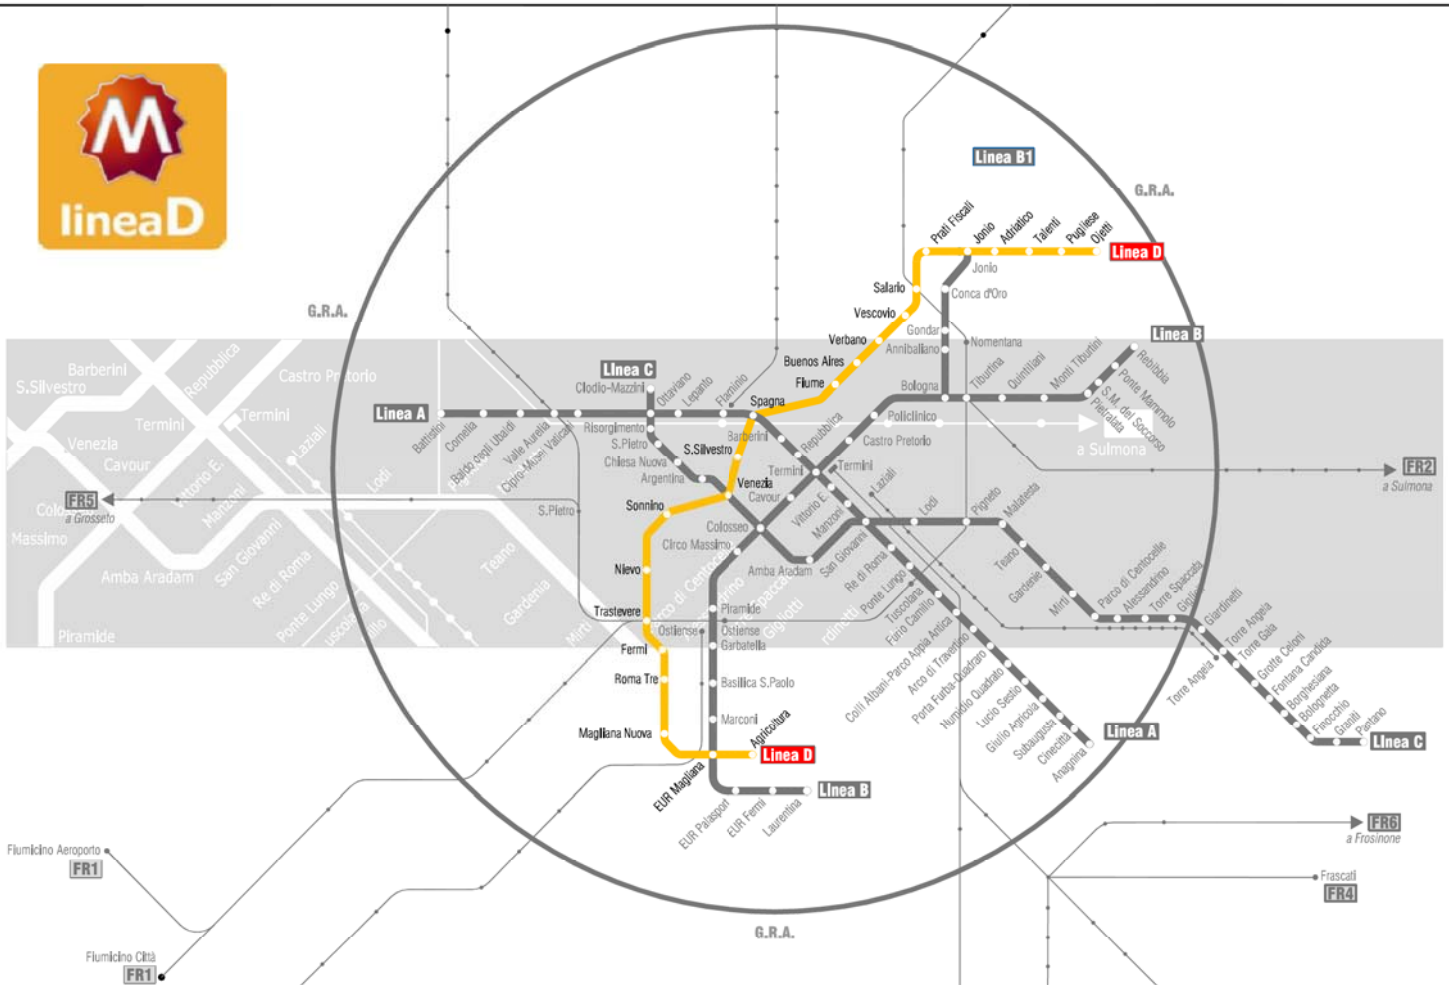 M
lineaD
Linea B1
G.R.A.
G.R.A.
G.R.A.
Prati Fiscali
Jonio
Adriatico
Talenti
Pugliese
Ojetti
Linea D
Jonio
Salario
Conca d'Oro
Vescovio
Gondar
Verbano
Annibaliano
Nomentana
Buenos Aires
Fiume
Bologna
Tiburtina
Quintiliani
Monti Tiburtini
Linea B
Rebibbia
Ponte Mammolo
S.M. del Soccorso
Pietralata
Linea C
Clodio-Mazzini
Ottaviano
Lepanto
Flaminio
Spagna
Linea A
Battistini
Cornelia
Baldo degli Ubaldi
Valle Aurelia
Cipro-Musei Vaticani
Risorgimento
S.Pietro
Chiesa Nuova
Argentina
Barberini
Repubblica
Policlinico
Castro Pretorio
S.Silvestro
Termini
Termini
Venezia
Cavour
Vittorio E.
Manzoni
Laziali
Lodi
Pigneto
Malatesta
Sonnino
Colosseo
Circo Massimo
Amba Aradam
San Giovanni
Re di Roma
Ponte Lungo
Tuscolana
Furio Camillo
Colli Albani-Parco Appia Antica
Arco di Travertino
Porta Furba-Quadraro
Numidio Quadrato
Lucio Sestio
Giulio Agricola
Subaugusta
Cinecittà
Anagnina
Linea A
Teano
Gardenie
Mirti
Parco di Centocelle
Alessandrino
Torre Spaccata
Giglioli
Giardinetti
Torre Angela
Torre Angela
Torre Gaia
Grotte Celoni
Fontana Candida
Borghesiana
Bolognetta
Finocchio
Graniti
Pantano
Linea C
Nievo
Trastevere
Ostiense
Piramide
Ostiense
Garbatella
Fermi
Roma Tre
Basilica S.Paolo
Marconi
Magliana Nuova
Agricoltura
Linea D
EUR Magliana
EUR Palasport
EUR Fermi
Laurentina
Linea B
S.Pietro
FR5
a Grosseto
FR2
a Sulmona
a Sulmona
FR6
a Frosinone
Frascati
FR4
Fiumicino Aeroporto
FR1
Fiumicino Città
FR1
Barberini
S.Silvestro
Repubblica
Castro Pretorio
Termini
Termini
Venezia
Cavour
Laziali
Vittorio E.
Manzoni
Lodi
Massimo
Amba Aradam
San Giovanni
Re di Roma
Ponte Lungo
Piramide
Teano
Gardenie
Mirti